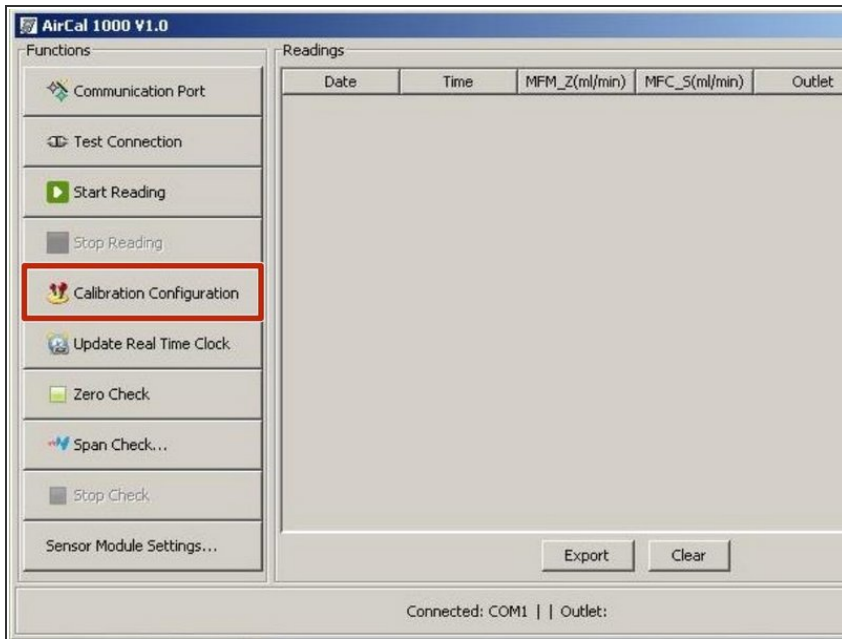 AirCal 1000 V1.0
Functions
Communication Port
Test Connection
Start Reading
Stop Reading
Calibration Configuration
Update Real Time Clock
Zero Check
Span Check...
Stop Check
Sensor Module Settings...
Readings
Date Time MFM_Z(ml/min) MFC_S(ml/min) Outlet
Export Clear
Connected: COM1 | | Outlet: